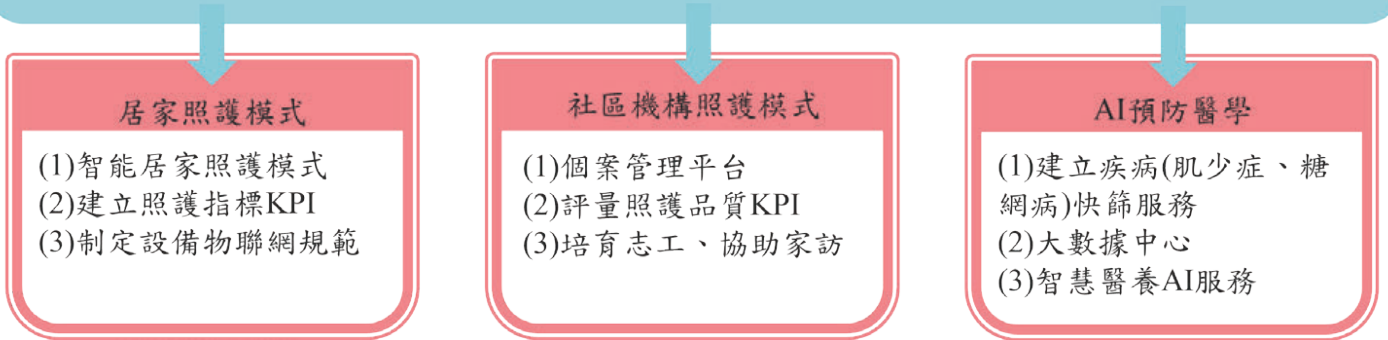 居家照護模式
(1)智能居家照護模式
(2)建立照護指標KPI
(3)制定設備物聯網規範
社區機構照護模式
(1)個案管理平台
(2)評量照護品質KPI
(3)培育志工、協助家訪
AI預防醫學
(1)建立疾病(肌少症、糖
網病)快篩服務
(2)大數據中心
(3)智慧醫養AI服務